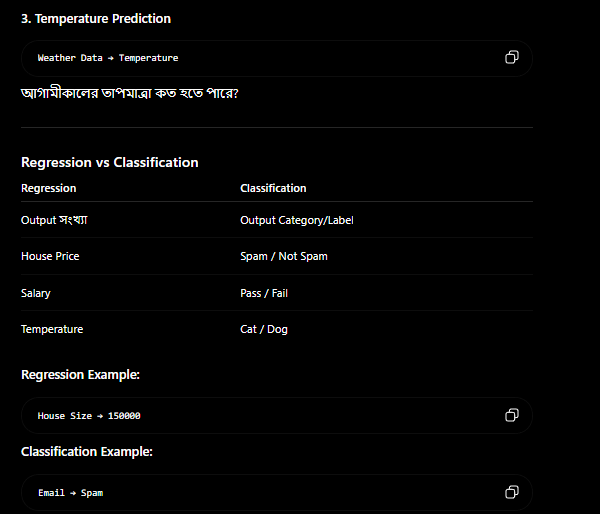 3. Temperature Prediction
Weather Data → Temperature
আগামীকালের তাপমাত্রা কত হতে পারে?
Regression vs Classification
Regression Classification
Output সংখ্যা Output Category/Label
House Price Spam / Not Spam
Salary Pass / Fail
Temperature Cat / Dog
Regression Example:
House Size → 150000
Classification Example:
Email → Spam